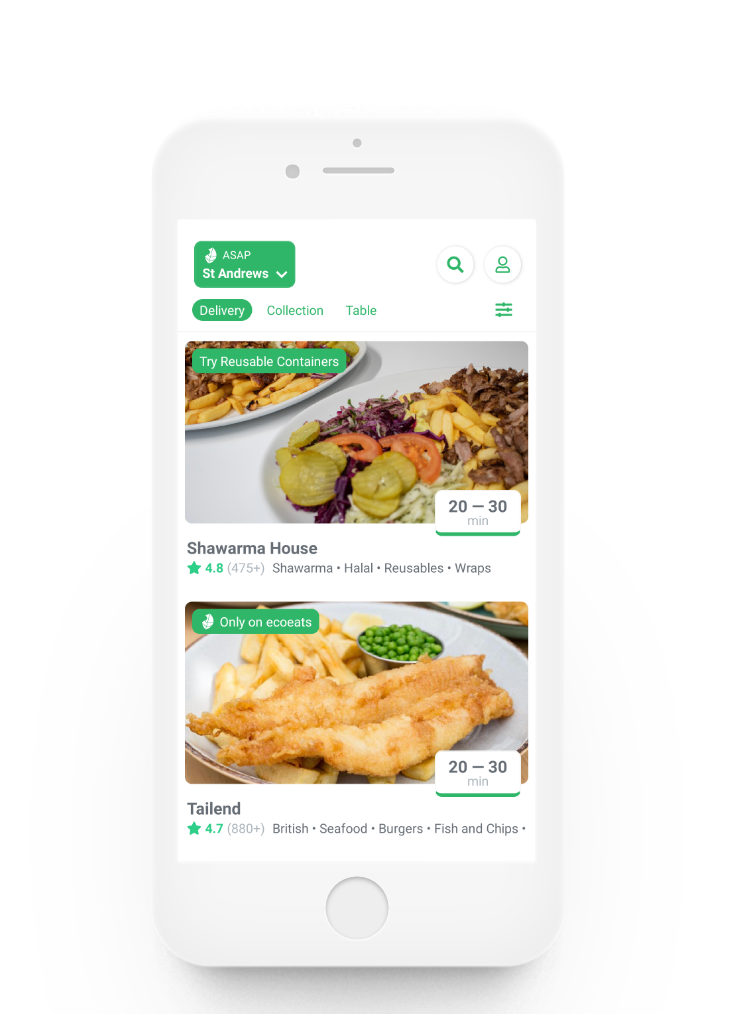 ASAP
St Andrews
Delivery Collection Table
Try Reusable Containers
20 — 30
min
Shawarma House
4.8 (475+) Shawarma • Halal • Reusables • Wraps
Only on ecoeats
20 — 30
min
Tailend
4.7 (880+) British • Seafood • Burgers • Fish and Chips •